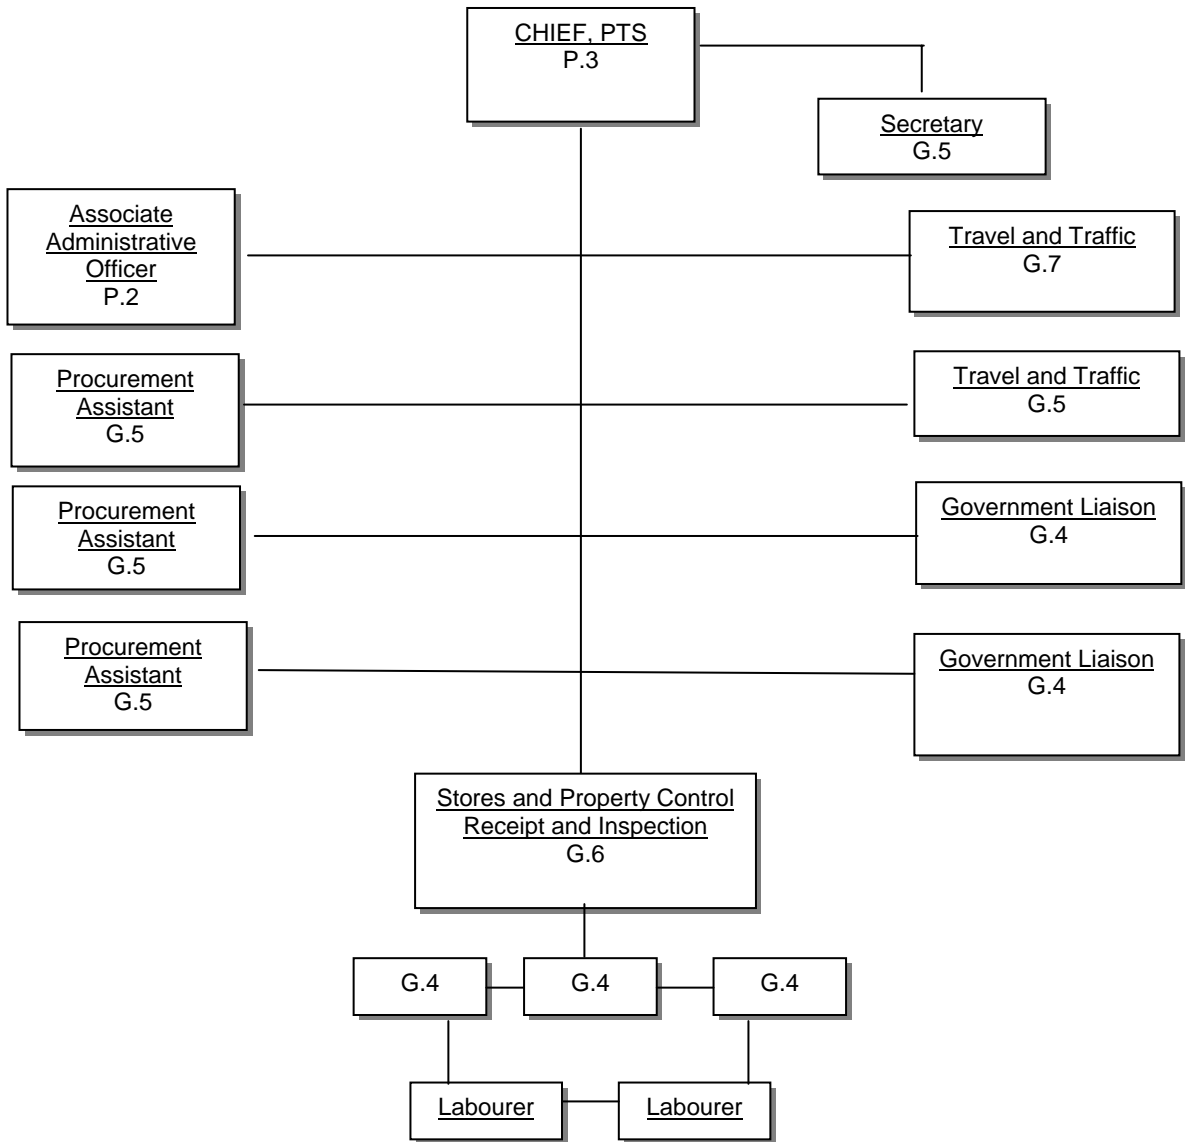 CHIEF, PTS
P.3
Secretary
G.5
Associate
Administrative
Officer
P.2
Travel and Traffic
G.7
Procurement
Assistant
G.5
Travel and Traffic
G.5
Procurement
Assistant
G.5
Government Liaison
G.4
Procurement
Assistant
G.5
Government Liaison
G.4
Stores and Property Control
Receipt and Inspection
G.6
G.4
G.4
G.4
Labourer
Labourer